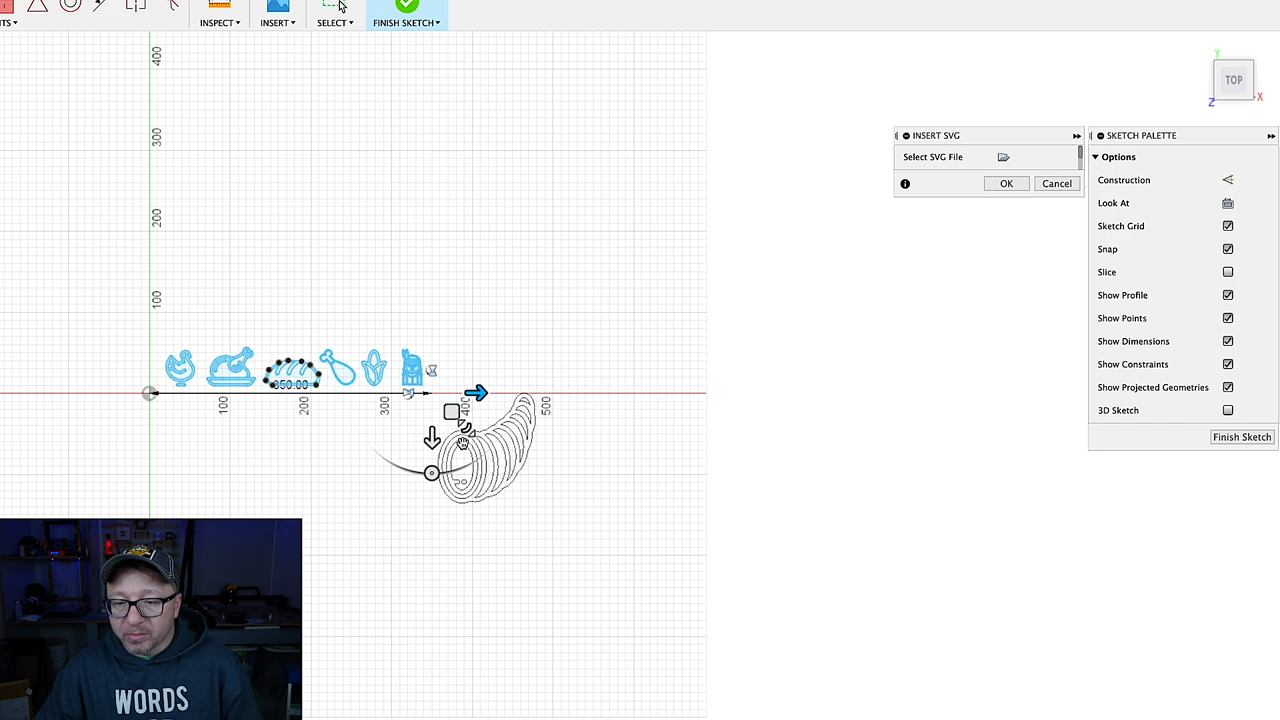 TS▾ INSPECT▾ INSERT▾ SELECT▾ FINISH SKETCH▾
400
300
200
100
Y
TOP
X
Z
INSERT SVG
Select SVG File
OK Cancel
SKETCH PALETTE
Options
Construction
Look At
Sketch Grid
Snap
Slice
Show Profile
Show Points
Show Dimensions
Show Constraints
Show Projected Geometries
3D Sketch
Finish Sketch
350.00
100 200 300 400 500
WORDS